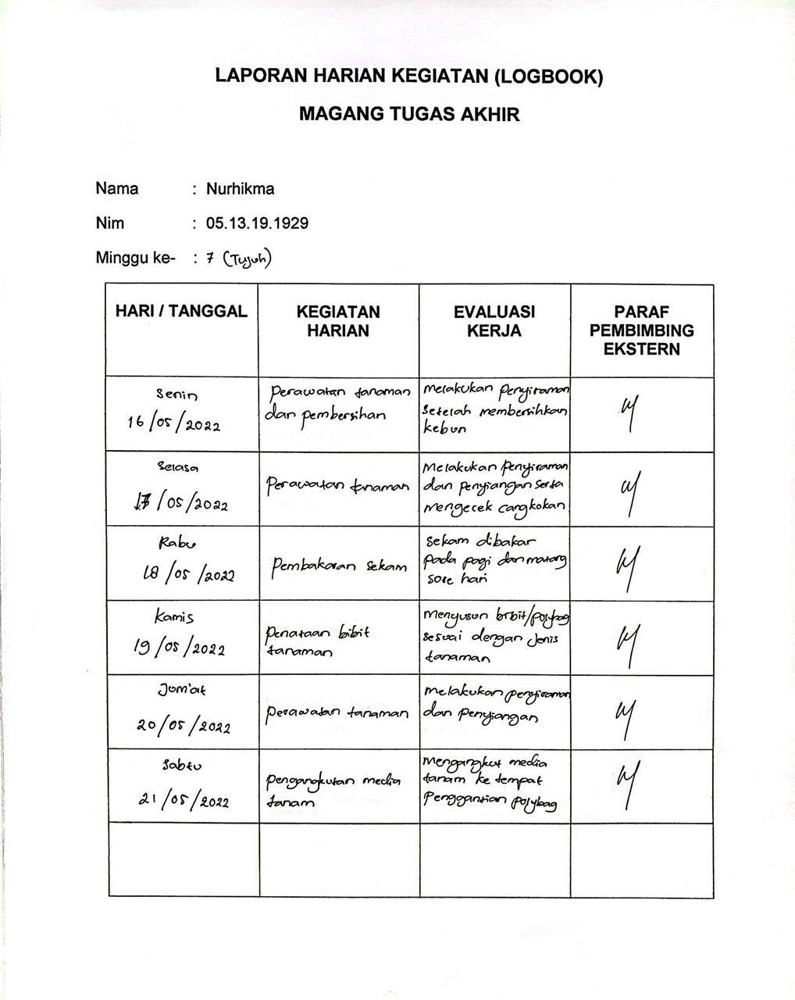 LAPORAN HARIAN KEGIATAN (LOGBOOK)
MAGANG TUGAS AKHIR
Nama : Nurhikma
Nim : 05.13.19.1929
Minggu ke- : 7 (Tujuh)
HARI / TANGGAL
KEGIATAN
HARIAN
EVALUASI
KERJA
PARAF
PEMBIMBING
EKSTERN
Senin
16/05/2022
Perawatan tanaman
dan pembersihan
Melakukan Penyiraman
Setelah membersihkan
kebun
Selasa
17/05/2022
Perawatan tanaman
Melakukan Penyiraman
dan penyiangan serta
mengecek cangkokan
Rabu
18/05/2022
Pembakaran sekam
Sekam dibakar
pada pagi dan matang
sore hari
Kamis
19/05/2022
Penataan bibit
tanaman
Menyusun bibit/polybag
sesuai dengan Jenis
tanaman
Jum'at
20/05/2022
perawatan tanaman
melakukan penyiraman
dan Penyiangan
Sabtu
21/05/2022
pengangkutan media
tanam
Mengangkut media
tanam ke tempat
Penggantian polybag